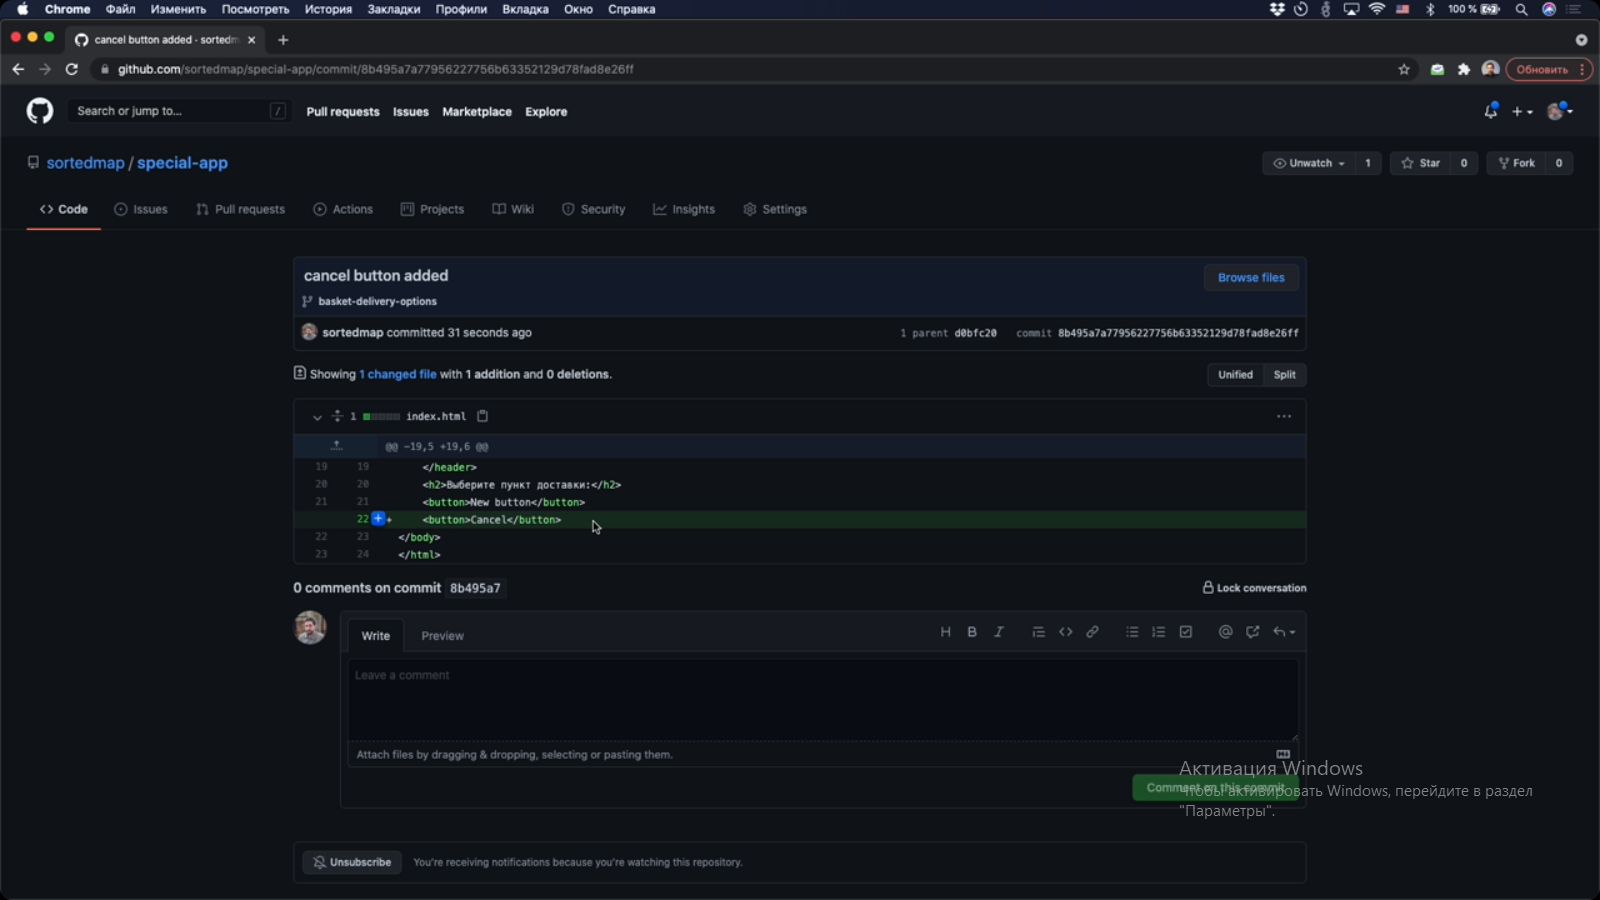 Chrome Файл Изменить Посмотреть История Закладки Профили Вкладка Окно Справка 100 %
cancel button added · sortedm
github.com/sortedmap/special-app/commit/8b495a7a77956227756b63352129d78fad8e26ff Обновить
Search or jump to... / Pull requests Issues Marketplace Explore
sortedmap / special-app Unwatch 1 Star 0 Fork 0
Code Issues Pull requests Actions Projects Wiki Security Insights Settings
cancel button added Browse files
basket-delivery-options
sortedmap committed 31 seconds ago 1 parent d0bfc20 commit 8b495a7a77956227756b63352129d78fad8e26ff
Showing 1 changed file with 1 addition and 0 deletions. Unified Split
1 index.html
@@ -19,5 +19,6 @@
19 19 </header>
20 20 <h2>Выберите пункт доставки:</h2>
21 21 <button>New button</button>
22 + <button>Cancel</button>
22 23 </body>
23 24 </html>
0 comments on commit 8b495a7 Lock conversation
Write Preview
Leave a comment
Attach files by dragging & dropping, selecting or pasting them.
Активация Windows
Comment on this commit
Чтобы активировать Windows, перейдите в раздел
"Параметры".
Unsubscribe You're receiving notifications because you're watching this repository.